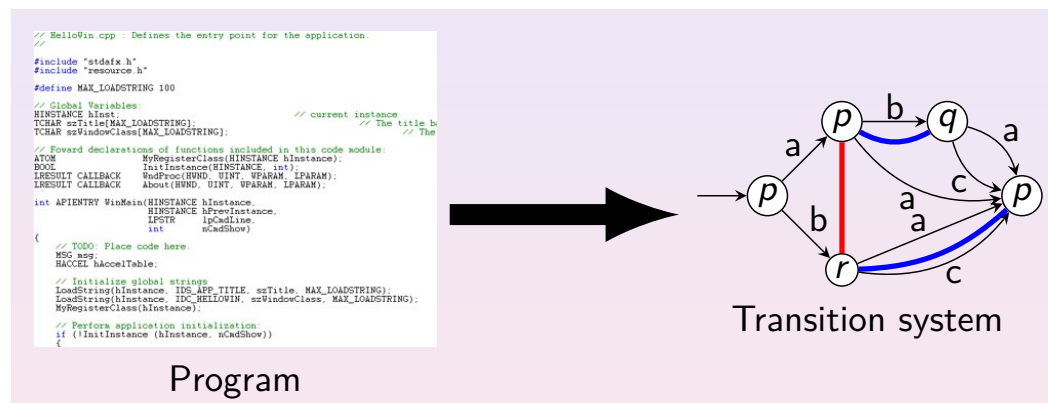 // HelloWin.cpp : Defines the entry point for the application.
//
#include "stdafx.h"
#include "resource.h"
#define MAX_LOADSTRING 100
// Global Variables:
HINSTANCE hInst; // current instance
TCHAR szTitle[MAX_LOADSTRING]; // The title ba
TCHAR szWindowClass[MAX_LOADSTRING]; // The
// Foward declarations of functions included in this code module:
ATOM MyRegisterClass(HINSTANCE hInstance);
BOOL InitInstance(HINSTANCE, int);
LRESULT CALLBACK WndProc(HWND, UINT, WPARAM, LPARAM);
LRESULT CALLBACK About(HWND, UINT, WPARAM, LPARAM);
int APIENTRY WinMain(HINSTANCE hInstance,
HINSTANCE hPrevInstance,
LPSTR lpCmdLine,
int nCmdShow)
{
// TODO: Place code here.
MSG msg;
HACCEL hAccelTable;
// Initialize global strings
LoadString(hInstance, IDS_APP_TITLE, szTitle, MAX_LOADSTRING);
LoadString(hInstance, IDC_HELLOWIN, szWindowClass, MAX_LOADSTRING);
MyRegisterClass(hInstance);
// Perform application initialization:
if (!InitInstance (hInstance, nCmdShow))
{
Program
p b q
a a
p c p
a
b a
r c
Transition system